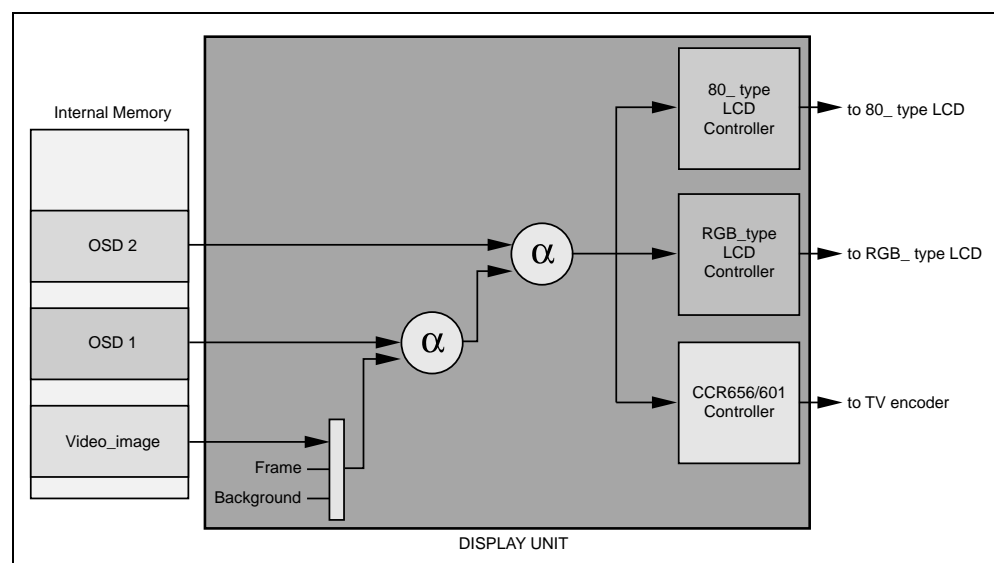 Internal Memory
OSD 2
OSD 1
Video_image
Frame
Background
α
α
80_ type
LCD
Controller
RGB_type
LCD
Controller
CCR656/601
Controller
to 80_ type LCD
to RGB_ type LCD
to TV encoder
DISPLAY UNIT